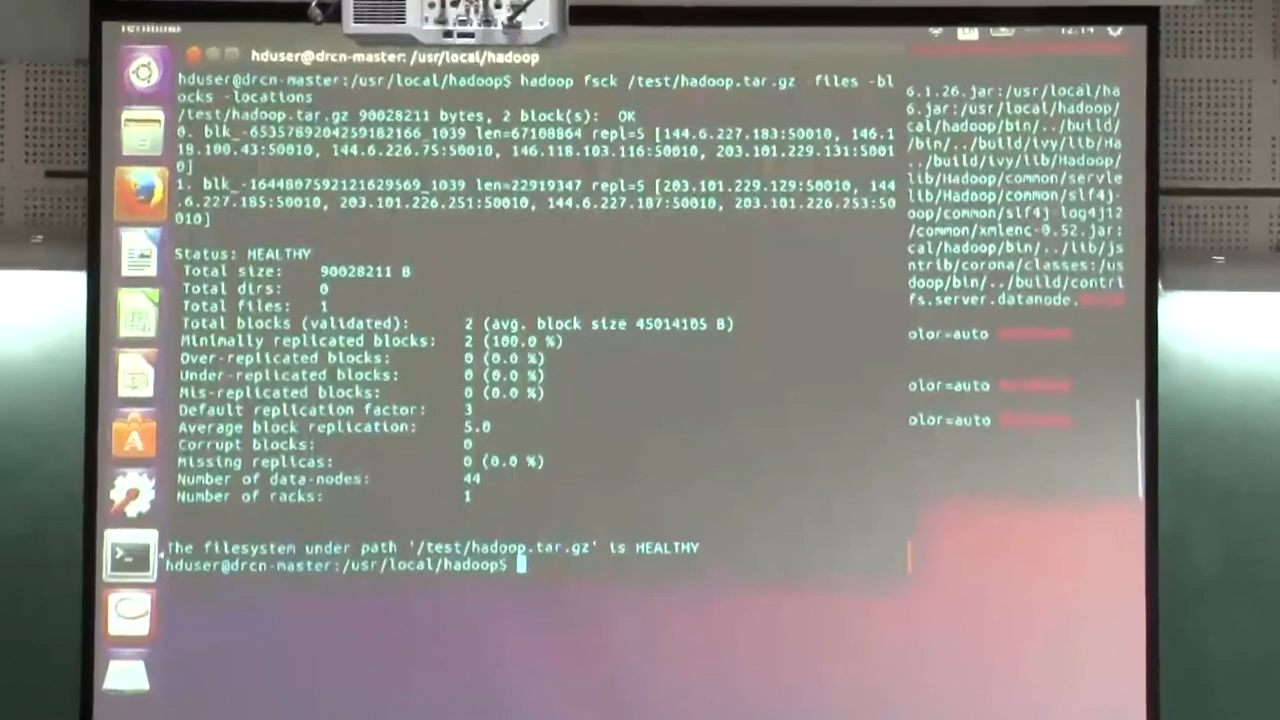 Terminal
12:14
hduser@drcn-master: /usr/local/hadoop
hduser@drcn-master:/usr/local/hadoop$ hadoop fsck /test/hadoop.tar.gz -files -bl
ocks -locations
/test/hadoop.tar.gz 90028211 bytes, 2 block(s):  OK
0. blk_-6535789204259182166_1039 len=67108864 repl=5 [144.6.227.183:50010, 146.1
18.100.43:50010, 144.6.226.75:50010, 146.118.103.116:50010, 203.101.229.131:5001
0]
1. blk_-1644807592121629569_1039 len=22919347 repl=5 [203.101.229.129:50010, 144
.6.227.185:50010, 203.101.226.251:50010, 144.6.227.187:50010, 203.101.226.253:50
010]
Status: HEALTHY
Total size: 90028211 B
Total dirs: 0
Total files: 1
Total blocks (validated): 2 (avg. block size 45014105 B)
Minimally replicated blocks: 2 (100.0 %)
Over-replicated blocks: 0 (0.0 %)
Under-replicated blocks: 0 (0.0 %)
Mis-replicated blocks: 0 (0.0 %)
Default replication factor: 3
Average block replication: 5.0
Corrupt blocks: 0
Missing replicas: 0 (0.0 %)
Number of data-nodes: 44
Number of racks: 1
The filesystem under path '/test/hadoop.tar.gz' is HEALTHY
hduser@drcn-master:/usr/local/hadoop$
6.1.26.jar:/usr/local/ha
6.jar:/usr/local/hadoop/
cal/hadoop/bin/../build/
/bin/../build/ivy/lib/Ha
../build/ivy/lib/Hadoop/
lib/Hadoop/common/servle
lib/Hadoop/common/slf4j-
oop/common/slf4j-log4j12
/common/xmlenc-0.52.jar:
cal/hadoop/bin/../lib/js
ntrib/corona/classes:/us
doop/bin/../build/contri
fs.server.datanode.
olor=auto
olor=auto
olor=auto